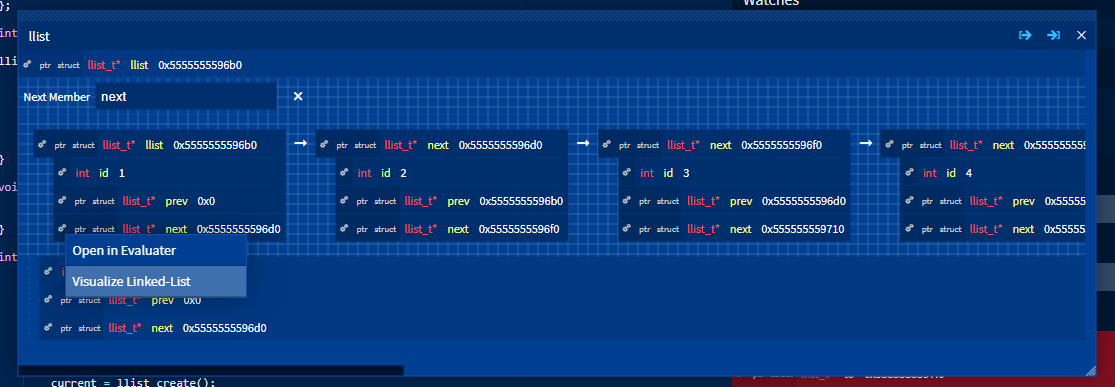 };
Watches
int
llist
lli
ptr struct llist_t* llist 0x5555555596b0
Next Member next
ptr struct llist_t* llist 0x5555555596b0 → ptr struct llist_t* next 0x5555555596d0 → ptr struct llist_t* next 0x5555555596f0 → ptr struct llist_t* next 0x55555555
int id 1 int id 2 int id 3 int id 4
}
voi
ptr struct llist_t* prev 0x0 ptr struct llist_t* prev 0x5555555596b0 ptr struct llist_t* prev 0x5555555596d0 ptr struct llist_t* prev 0x55555
ptr struct llist_t* next 0x5555555596d0 ptr struct llist_t* next 0x5555555596f0 ptr struct llist_t* next 0x555555559710 ptr struct llist_t* next 0x55555
}
Open in Evaluater
int
Visualize Linked-List
ptr struct llist_t* prev 0x0
ptr struct llist_t* next 0x5555555596d0
current = llist_create();